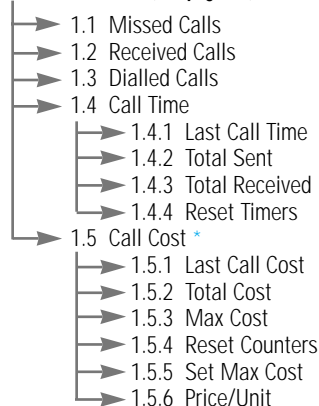 1.1 Missed Calls
1.2 Received Calls
1.3 Dialled Calls
1.4 Call Time
1.4.1 Last Call Time
1.4.2 Total Sent
1.4.3 Total Received
1.4.4 Reset Timers
1.5 Call Cost *
1.5.1 Last Call Cost
1.5.2 Total Cost
1.5.3 Max Cost
1.5.4 Reset Counters
1.5.5 Set Max Cost
1.5.6 Price/Unit